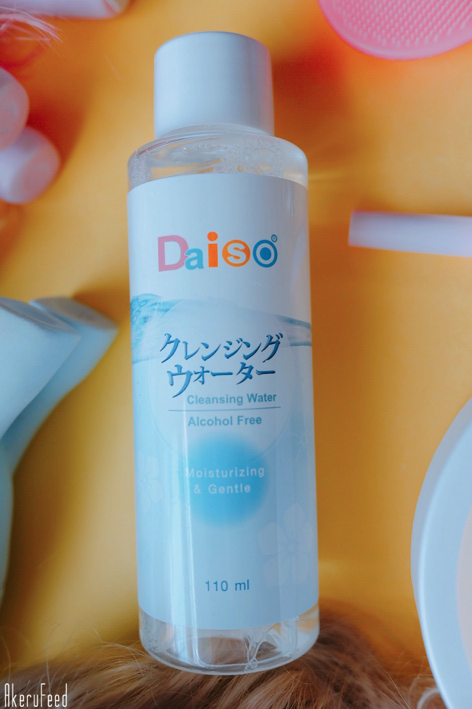 Daiso
クレンジング
ウォーター
Cleansing Water
Alcohol Free
Moisturizing
& Gentle
110 ml
AkeruFeed